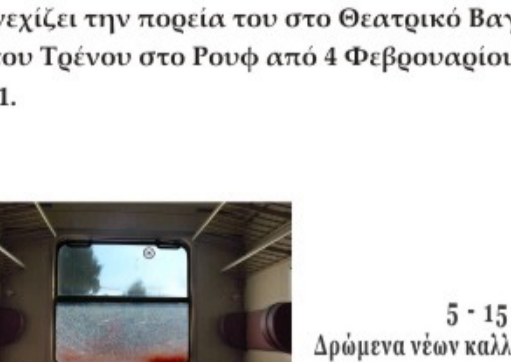 νεχίζει την πορεία του στο Θεατρικό Βαγ
του Τρένου στο Ρουφ από 4 Φεβρουαρίου
1.
5 - 15
Δρώμενα νέων καλλ